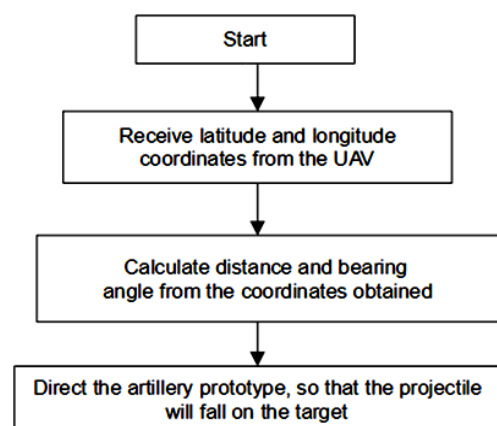 Start
Receive latitude and longitude
coordinates from the UAV
Calculate distance and bearing
angle from the coordinates obtained
Direct the artillery prototype, so that the projectile
will fall on the target